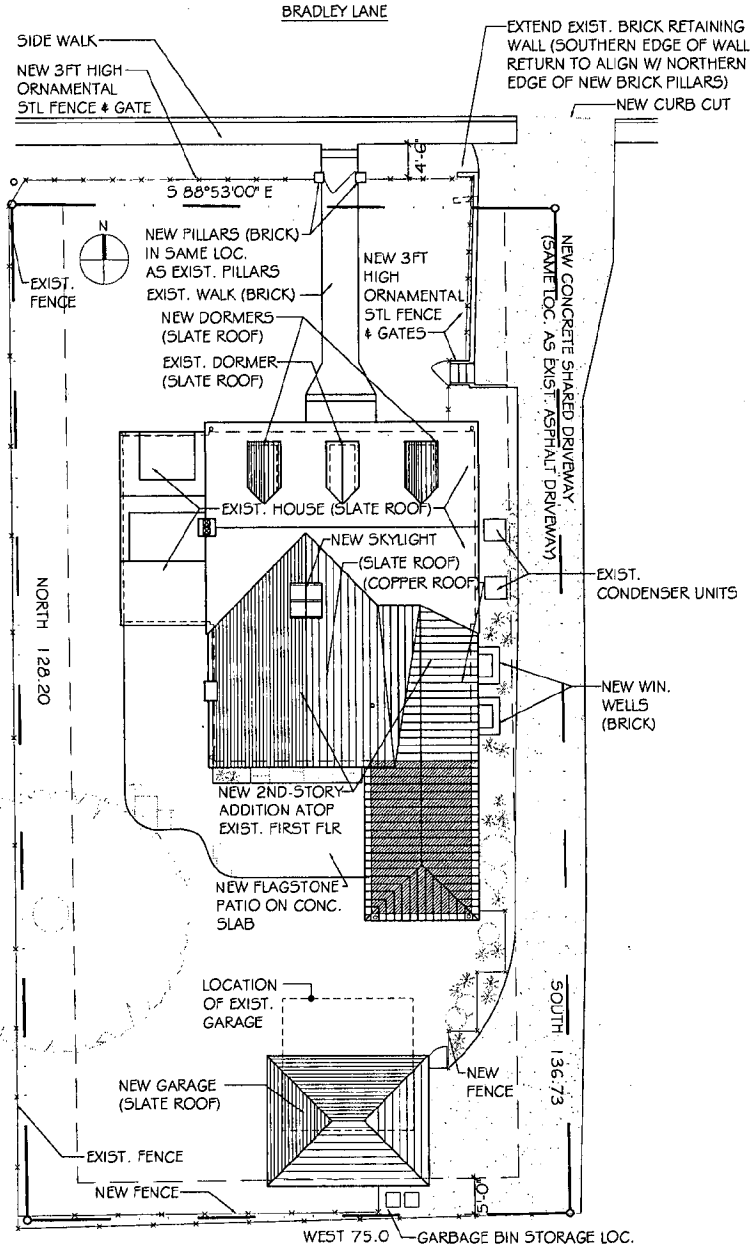 BRADLEY LANE
SIDE WALK
NEW 3FT HIGH
ORNAMENTAL
STL FENCE & GATE
EXTEND EXIST. BRICK RETAINING
WALL (SOUTHERN EDGE OF WALL
RETURN TO ALIGN W/ NORTHERN
EDGE OF NEW BRICK PILLARS)
NEW CURB CUT
4'-6"
S 88°53'00" E
N
EXIST.
FENCE
NEW PILLARS (BRICK)
IN SAME LOC.
AS EXIST. PILLARS
EXIST. WALK (BRICK)
NEW DORMERS
(SLATE ROOF)
EXIST. DORMER
(SLATE ROOF)
NEW 3FT
HIGH
ORNAMENTAL
STL FENCE
& GATES
NEW CONCRETE SHARED DRIVEWAY
(SAME LOC. AS EXIST. ASPHALT DRIVEWAY)
EXIST. HOUSE (SLATE ROOF)
NEW SKYLIGHT
(SLATE ROOF)
(COPPER ROOF)
EXIST.
CONDENSER UNITS
NORTH 128.20
NEW WIN.
WELLS
(BRICK)
NEW 2ND-STORY
ADDITION ATOP
EXIST. FIRST FLR
NEW FLAGSTONE
PATIO ON CONC.
SLAB
LOCATION
OF EXIST.
GARAGE
SOUTH 136.73
NEW
FENCE
NEW GARAGE
(SLATE ROOF)
EXIST. FENCE
NEW FENCE
5'-0"
WEST 75.0
GARBAGE BIN STORAGE LOC.